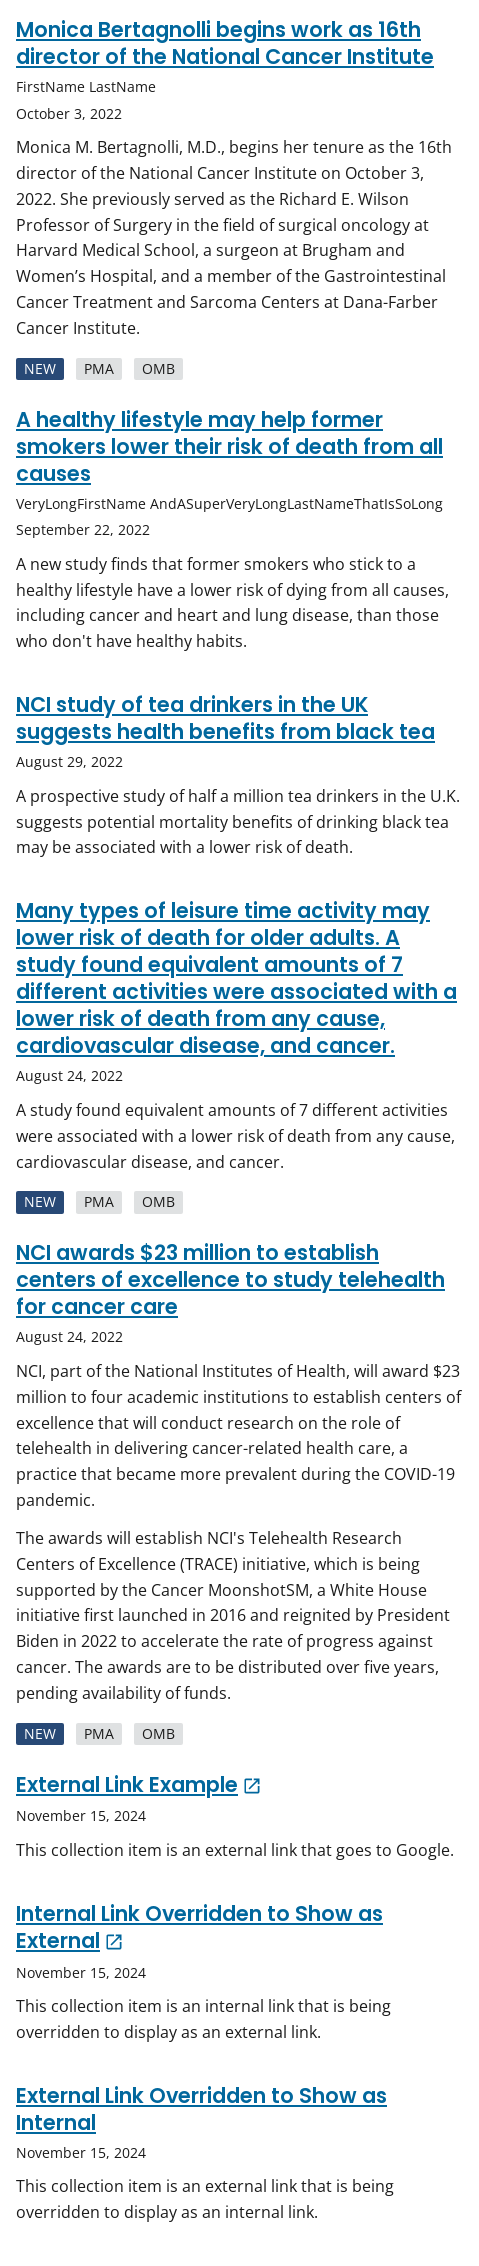 Monica Bertagnolli begins work as 16th
director of the National Cancer Institute
FirstName LastName
October 3, 2022
Monica M. Bertagnolli, M.D., begins her tenure as the 16th
director of the National Cancer Institute on October 3,
2022. She previously served as the Richard E. Wilson
Professor of Surgery in the field of surgical oncology at
Harvard Medical School, a surgeon at Brugham and
Women’s Hospital, and a member of the Gastrointestinal
Cancer Treatment and Sarcoma Centers at Dana-Farber
Cancer Institute.
NEW PMA OMB
A healthy lifestyle may help former
smokers lower their risk of death from all
causes
VeryLongFirstName AndASuperVeryLongLastNameThatIsSoLong
September 22, 2022
A new study finds that former smokers who stick to a
healthy lifestyle have a lower risk of dying from all causes,
including cancer and heart and lung disease, than those
who don't have healthy habits.
NCI study of tea drinkers in the UK
suggests health benefits from black tea
August 29, 2022
A prospective study of half a million tea drinkers in the U.K.
suggests potential mortality benefits of drinking black tea
may be associated with a lower risk of death.
Many types of leisure time activity may
lower risk of death for older adults. A
study found equivalent amounts of 7
different activities were associated with a
lower risk of death from any cause,
cardiovascular disease, and cancer.
August 24, 2022
A study found equivalent amounts of 7 different activities
were associated with a lower risk of death from any cause,
cardiovascular disease, and cancer.
NEW PMA OMB
NCI awards $23 million to establish
centers of excellence to study telehealth
for cancer care
August 24, 2022
NCI, part of the National Institutes of Health, will award $23
million to four academic institutions to establish centers of
excellence that will conduct research on the role of
telehealth in delivering cancer-related health care, a
practice that became more prevalent during the COVID-19
pandemic.
The awards will establish NCI's Telehealth Research
Centers of Excellence (TRACE) initiative, which is being
supported by the Cancer MoonshotSM, a White House
initiative first launched in 2016 and reignited by President
Biden in 2022 to accelerate the rate of progress against
cancer. The awards are to be distributed over five years,
pending availability of funds.
NEW PMA OMB
External Link Example
November 15, 2024
This collection item is an external link that goes to Google.
Internal Link Overridden to Show as
External
November 15, 2024
This collection item is an internal link that is being
overridden to display as an external link.
External Link Overridden to Show as
Internal
November 15, 2024
This collection item is an external link that is being
overridden to display as an internal link.